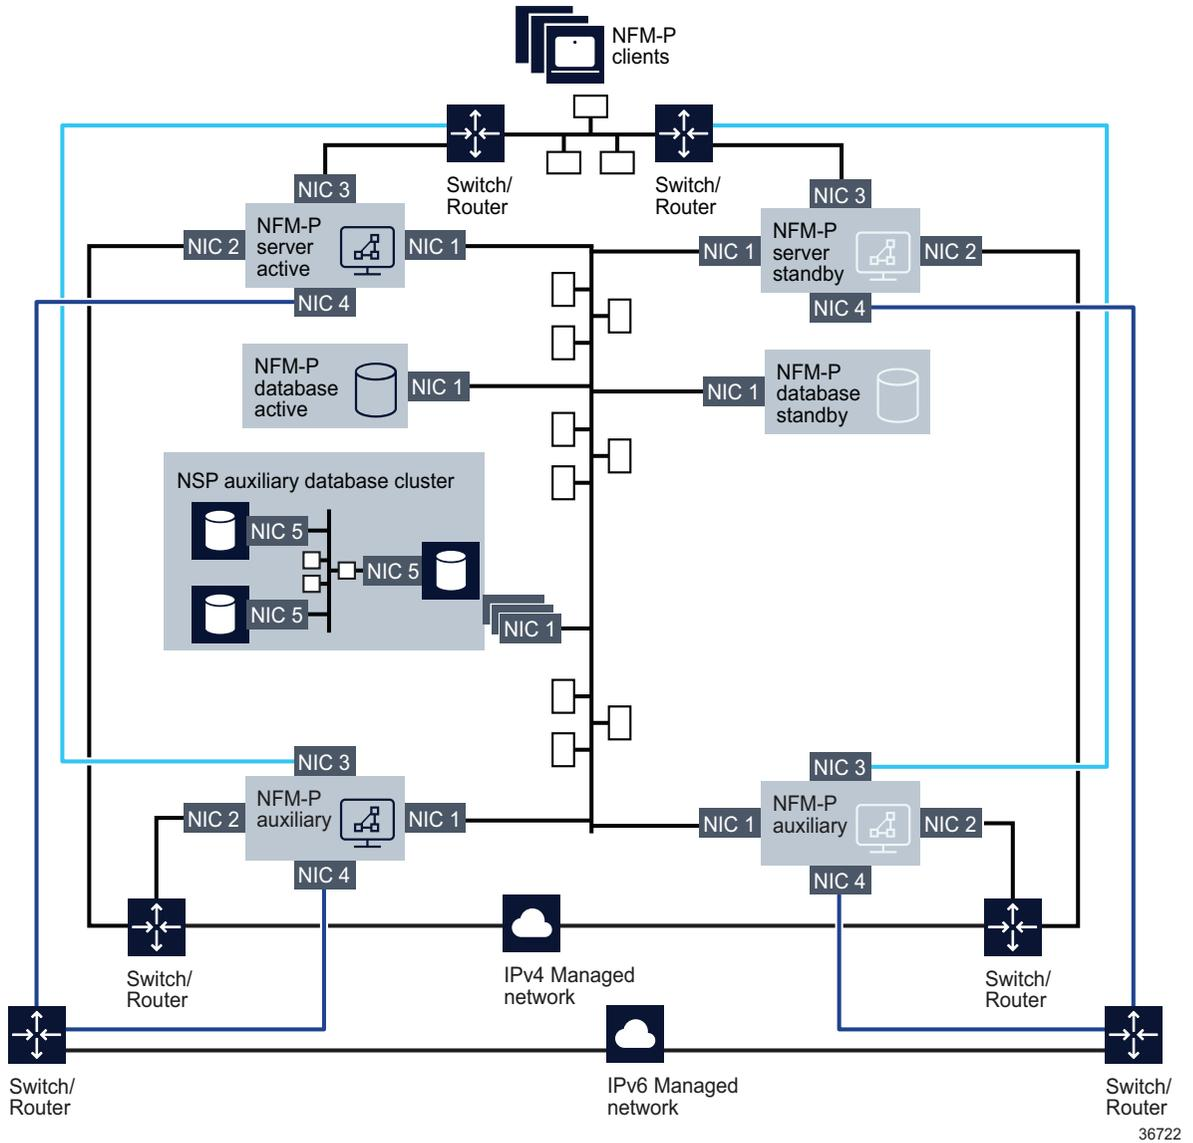 NFM-P
clients
Switch/
Router
Switch/
Router
NIC 3
NIC 3
NFM-P
server
active
NIC 2
NIC 1
NIC 4
NFM-P
server
standby
NIC 1
NIC 2
NIC 4
NFM-P
database
active
NIC 1
NIC 1
NFM-P
database
standby
NSP auxiliary database cluster
NIC 5
NIC 5
NIC 5
NIC 1
NIC 3
NIC 3
NFM-P
auxiliary
NIC 2
NIC 1
NIC 4
NFM-P
auxiliary
NIC 1
NIC 2
NIC 4
Switch/
Router
IPv4 Managed
network
Switch/
Router
Switch/
Router
IPv6 Managed
network
Switch/
Router
36722